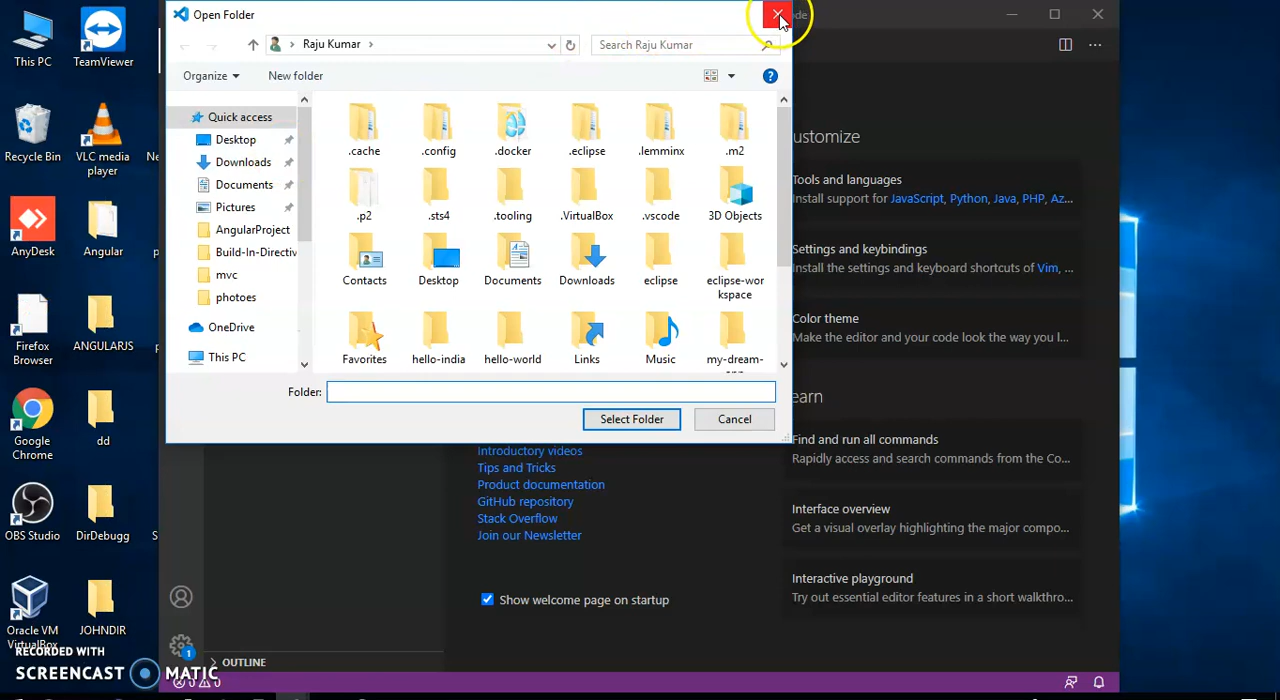 This PC
TeamViewer
Recycle Bin
VLC media
player
Ne
AnyDesk
Angular
Firefox
Browser
ANGULARJS
Google
Chrome
dd
OBS Studio
DirDebugg
S
Oracle VM
VirtualBox
JOHNDIR
RECORDED WITH
SCREENCAST MATIC
Open Folder
ode
Raju Kumar
Search Raju Kumar
Organize
New folder
Quick access
Desktop
Downloads
Documents
Pictures
AngularProject
Build-In-Directiv
mvc
photoes
OneDrive
This PC
.cache
.config
.docker
.eclipse
.lemminx
.m2
.p2
.sts4
.tooling
.VirtualBox
.vscode
3D Objects
Contacts
Desktop
Documents
Downloads
eclipse
eclipse-wor
kspace
Favorites
hello-india
hello-world
Links
Music
my-dream-
Folder:
Select Folder
Cancel
ustomize
Tools and languages
Install support for JavaScript, Python, Java, PHP, Az...
Settings and keybindings
Install the settings and keyboard shortcuts of Vim, ...
Color theme
Make the editor and your code look the way you l...
earn
Find and run all commands
Rapidly access and search commands from the Co...
Interface overview
Get a visual overlay highlighting the major compo...
Interactive playground
Try out essential editor features in a short walkthro...
Introductory videos
Tips and Tricks
Product documentation
GitHub repository
Stack Overflow
Join our Newsletter
Show welcome page on startup
1
OUTLINE